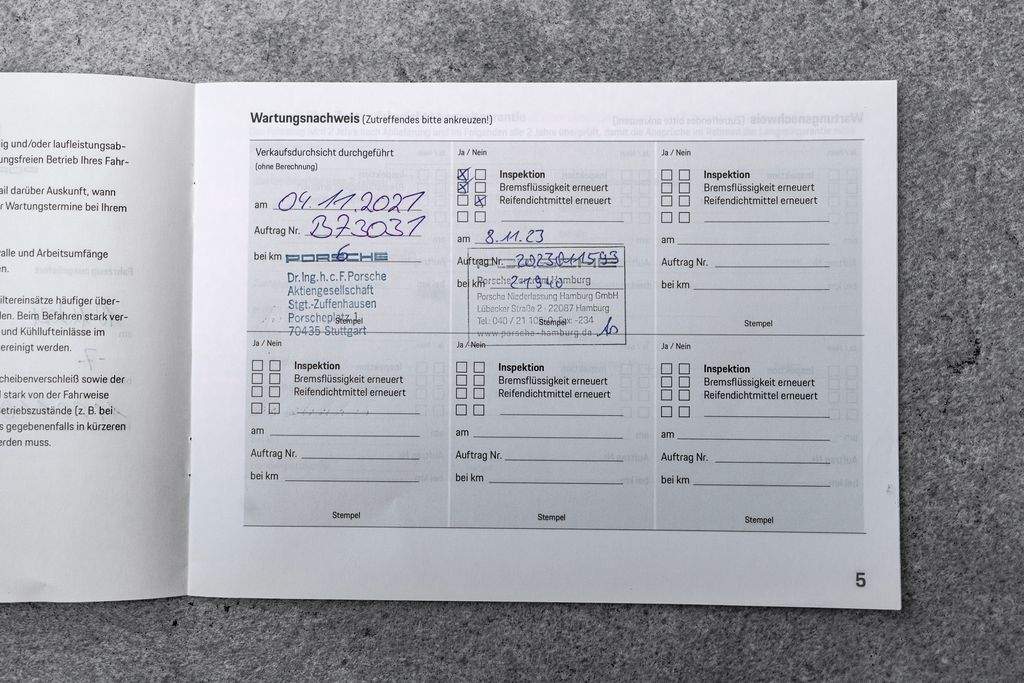 ig und/oder laufleistungsab-
ungsfreien Betrieb Ihres Fahr-
ail darüber Auskunft, wann
r Wartungstermine bei Ihrem
alle und Arbeitsumfänge
n.
iltereinsätze häufiger über-
den. Beim Befahren stark ver-
und Kühllufteinlässe im
ereinigt werden.
cheibenverschleiß sowie der
stark von der Fahrweise
etriebszustände (z. B. bei
s gegebenenfalls in kürzeren
erden muss.
Wartungsnachweis (Zutreffendes bitte ankreuzen!)
Verkaufsdurchsicht durchgeführt
(ohne Berechnung)
am 04.11.2021
Auftrag Nr. B73031
bei km 6
PORSCHE
Dr.Ing.h.c.F.Porsche
Aktiengesellschaft
Stgt.-Zuffenhausen
Porscheplatz 1
70435 Stuttgart
Stempel
Ja / Nein
Inspektion
Bremsflüssigkeit erneuert
Reifendichtmittel erneuert
am 8.11.23
Auftrag Nr.
bei km 21940
Porsche Zentrum Hamburg
Porsche Niederlassung Hamburg GmbH
Lübecker Straße 2 - 22087 Hamburg
www.porsche-hamburg.de
Stempel
Ja / Nein
Inspektion
Bremsflüssigkeit erneuert
Reifendichtmittel erneuert
am
Auftrag Nr.
bei km
Stempel
Ja / Nein
Inspektion
Bremsflüssigkeit erneuert
Reifendichtmittel erneuert
am
Auftrag Nr.
bei km
Stempel
Ja / Nein
Inspektion
Bremsflüssigkeit erneuert
Reifendichtmittel erneuert
am
Auftrag Nr.
bei km
Stempel
Ja / Nein
Inspektion
Bremsflüssigkeit erneuert
Reifendichtmittel erneuert
am
Auftrag Nr.
bei km
Stempel
5